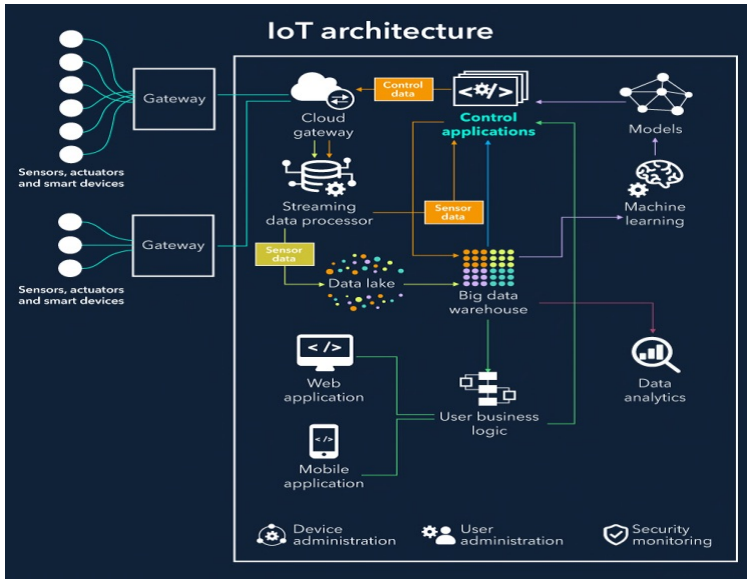 IoT architecture
Gateway
Sensors, actuators
and smart devices
Gateway
Sensors, actuators
and smart devices
Cloud
gateway
Control
data
</>
Control
applications
Models
Streaming
data processor
Sensor
data
Machine
learning
Sensor
data
Data lake
Big data
warehouse
</>
Web
application
User business
logic
Data
analytics
</>
Mobile
application
Device
administration
User
administration
Security
monitoring